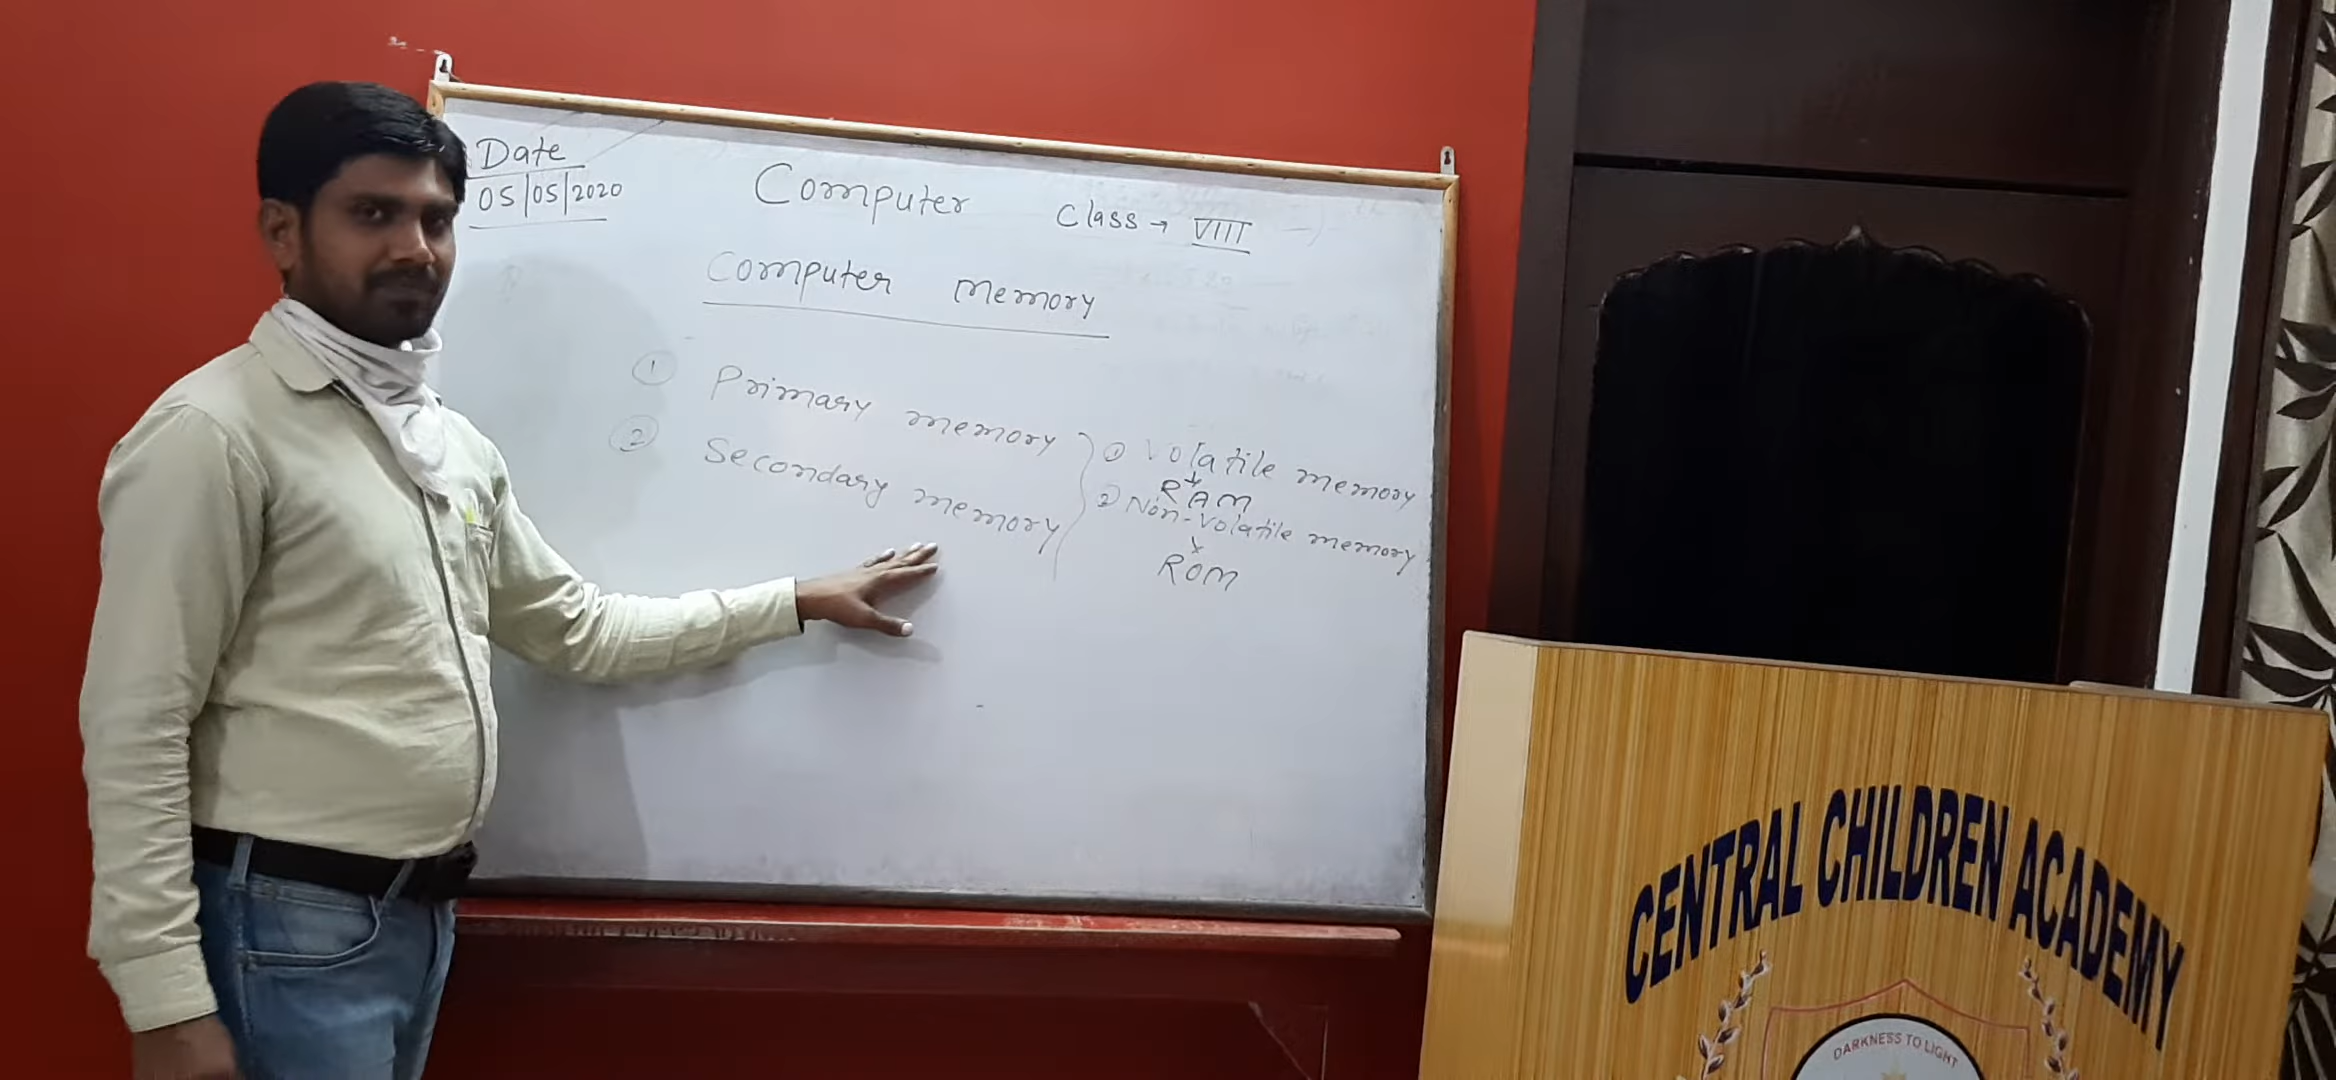 Date
05/05/2020
Computer
Class → VIII
Computer memory
① Primary memory
② Secondary memory
① Volatile memory
RAM
② Non-Volatile memory
ROM
CENTRAL CHILDREN ACADEMY
DARKNESS TO LIGHT